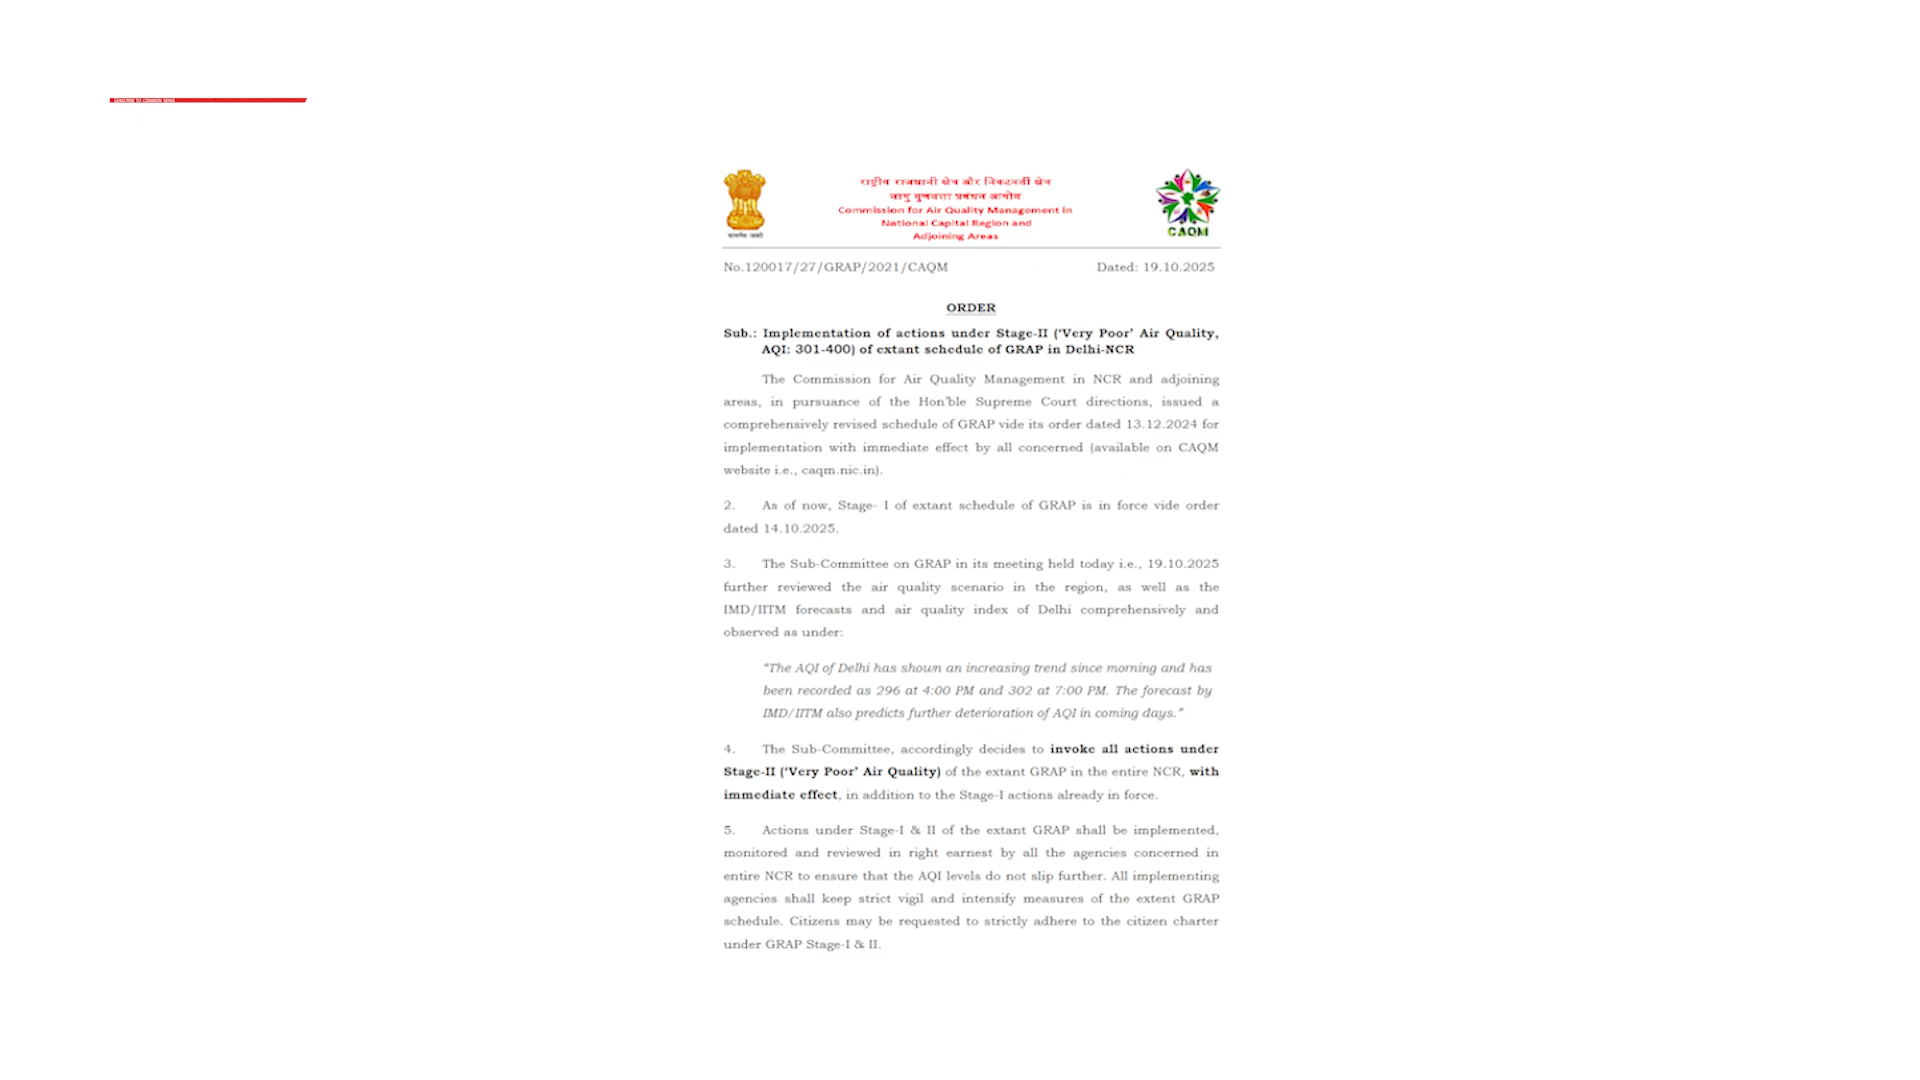 SUBSCRIBE TO COMMON SENSE
राष्ट्रीय राजधानी क्षेत्र और निकटवर्ती क्षेत्र
वायु गुणवत्ता प्रबंधन आयोग
Commission for Air Quality Management in
National Capital Region and
Adjoining Areas
सत्यमेव जयते
CAQM
No.120017/27/GRAP/2021/CAQM Dated: 19.10.2025
ORDER
Sub.: Implementation of actions under Stage-II (‘Very Poor’ Air Quality,
AQI: 301-400) of extant schedule of GRAP in Delhi-NCR
The Commission for Air Quality Management in NCR and adjoining
areas, in pursuance of the Hon’ble Supreme Court directions, issued a
comprehensively revised schedule of GRAP vide its order dated 13.12.2024 for
implementation with immediate effect by all concerned (available on CAQM
website i.e., caqm.nic.in).
2. As of now, Stage- I of extant schedule of GRAP is in force vide order
dated 14.10.2025.
3. The Sub-Committee on GRAP in its meeting held today i.e., 19.10.2025
further reviewed the air quality scenario in the region, as well as the
IMD/IITM forecasts and air quality index of Delhi comprehensively and
observed as under:
“The AQI of Delhi has shown an increasing trend since morning and has
been recorded as 296 at 4:00 PM and 302 at 7:00 PM. The forecast by
IMD/IITM also predicts further deterioration of AQI in coming days.”
4. The Sub-Committee, accordingly decides to invoke all actions under
Stage-II (‘Very Poor’ Air Quality) of the extant GRAP in the entire NCR, with
immediate effect, in addition to the Stage-I actions already in force.
5. Actions under Stage-I & II of the extant GRAP shall be implemented,
monitored and reviewed in right earnest by all the agencies concerned in
entire NCR to ensure that the AQI levels do not slip further. All implementing
agencies shall keep strict vigil and intensify measures of the extent GRAP
schedule. Citizens may be requested to strictly adhere to the citizen charter
under GRAP Stage-I & II.